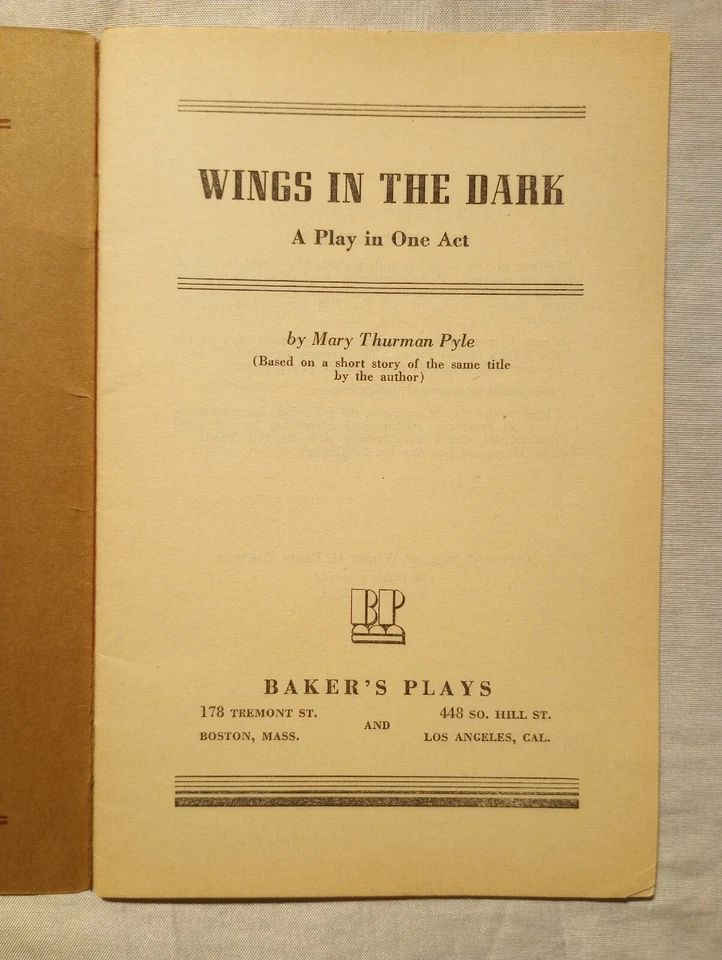 WINGS IN THE DARK
A Play in One Act
by Mary Thurman Pyle
(Based on a short story of the same title
by the author)
BP
BAKER'S PLAYS
178 TREMONT ST.
BOSTON, MASS.
AND
448 SO. HILL ST.
LOS ANGELES, CAL.